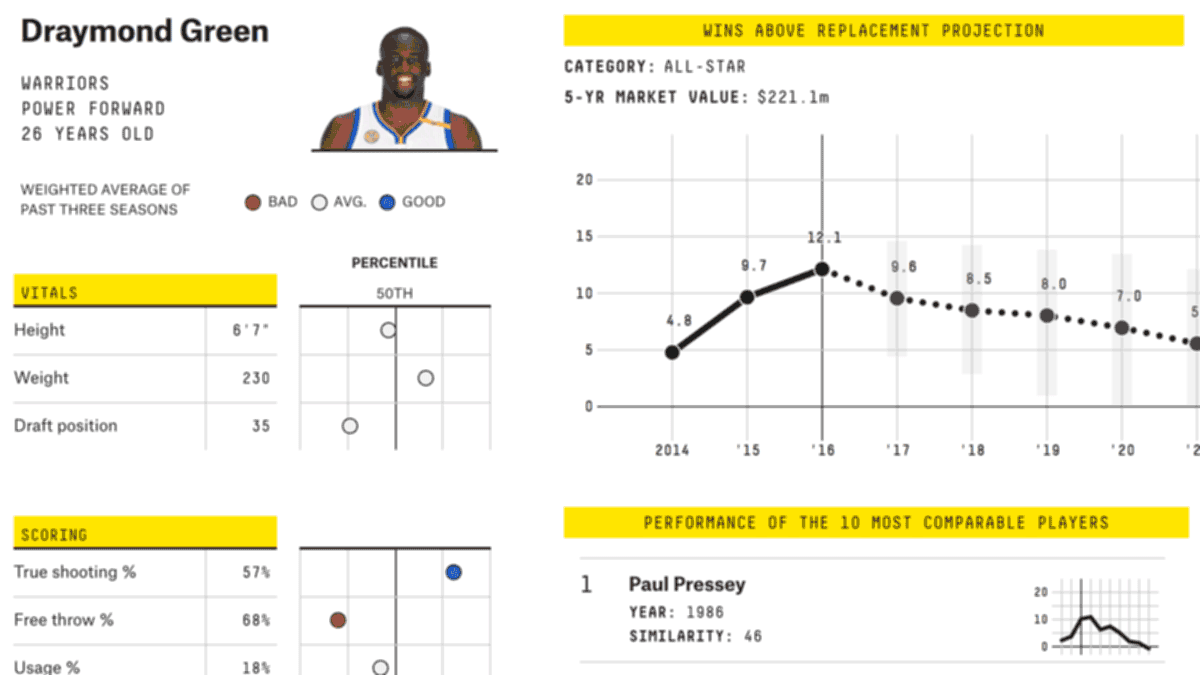 Draymond Green
WARRIORS
POWER FORWARD
26 YEARS OLD
WEIGHTED AVERAGE OF
PAST THREE SEASONS
BAD AVG. GOOD
PERCENTILE
50TH
VITALS
Height 6'7"
Weight 230
Draft position 35
SCORING
True shooting % 57%
Free throw % 68%
Usage % 18%
WINS ABOVE REPLACEMENT PROJECTION
CATEGORY: ALL-STAR
5-YR MARKET VALUE: $221.1m
20
15
10
5
0
4.8 9.7 12.1 9.6 8.5 8.0 7.0 5
2014 '15 '16 '17 '18 '19 '20 '2
PERFORMANCE OF THE 10 MOST COMPARABLE PLAYERS
1 Paul Pressey
YEAR: 1986
SIMILARITY: 46
20
10
0